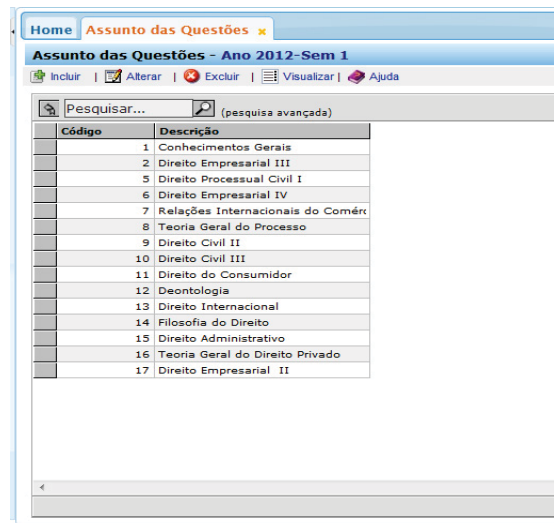 Home Assunto das Questões x
Assunto das Questões - Ano 2012-Sem 1
Incluir | Alterar | Excluir | Visualizar | Ajuda
Pesquisar... (pesquisa avançada)
Código Descrição
1 Conhecimentos Gerais
2 Direito Empresarial III
5 Direito Processual Civil I
6 Direito Empresarial IV
7 Relações Internacionais do Comérc
8 Teoria Geral do Processo
9 Direito Civil II
10 Direito Civil III
11 Direito do Consumidor
12 Deontologia
13 Direito Internacional
14 Filosofia do Direito
15 Direito Administrativo
16 Teoria Geral do Direito Privado
17 Direito Empresarial II